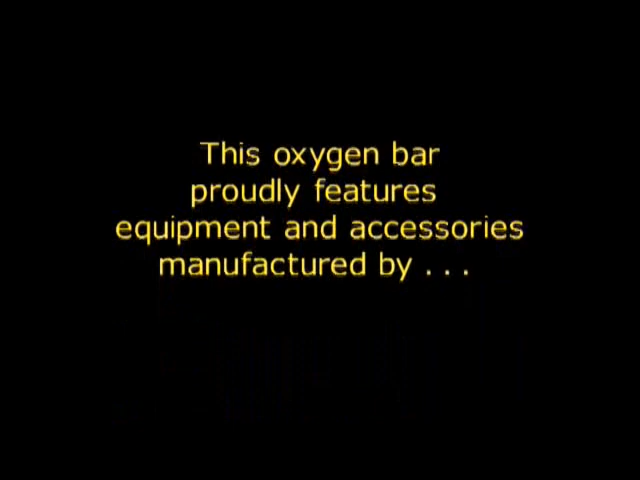 This oxygen bar
proudly features
equipment and accessories
manufactured by . . .